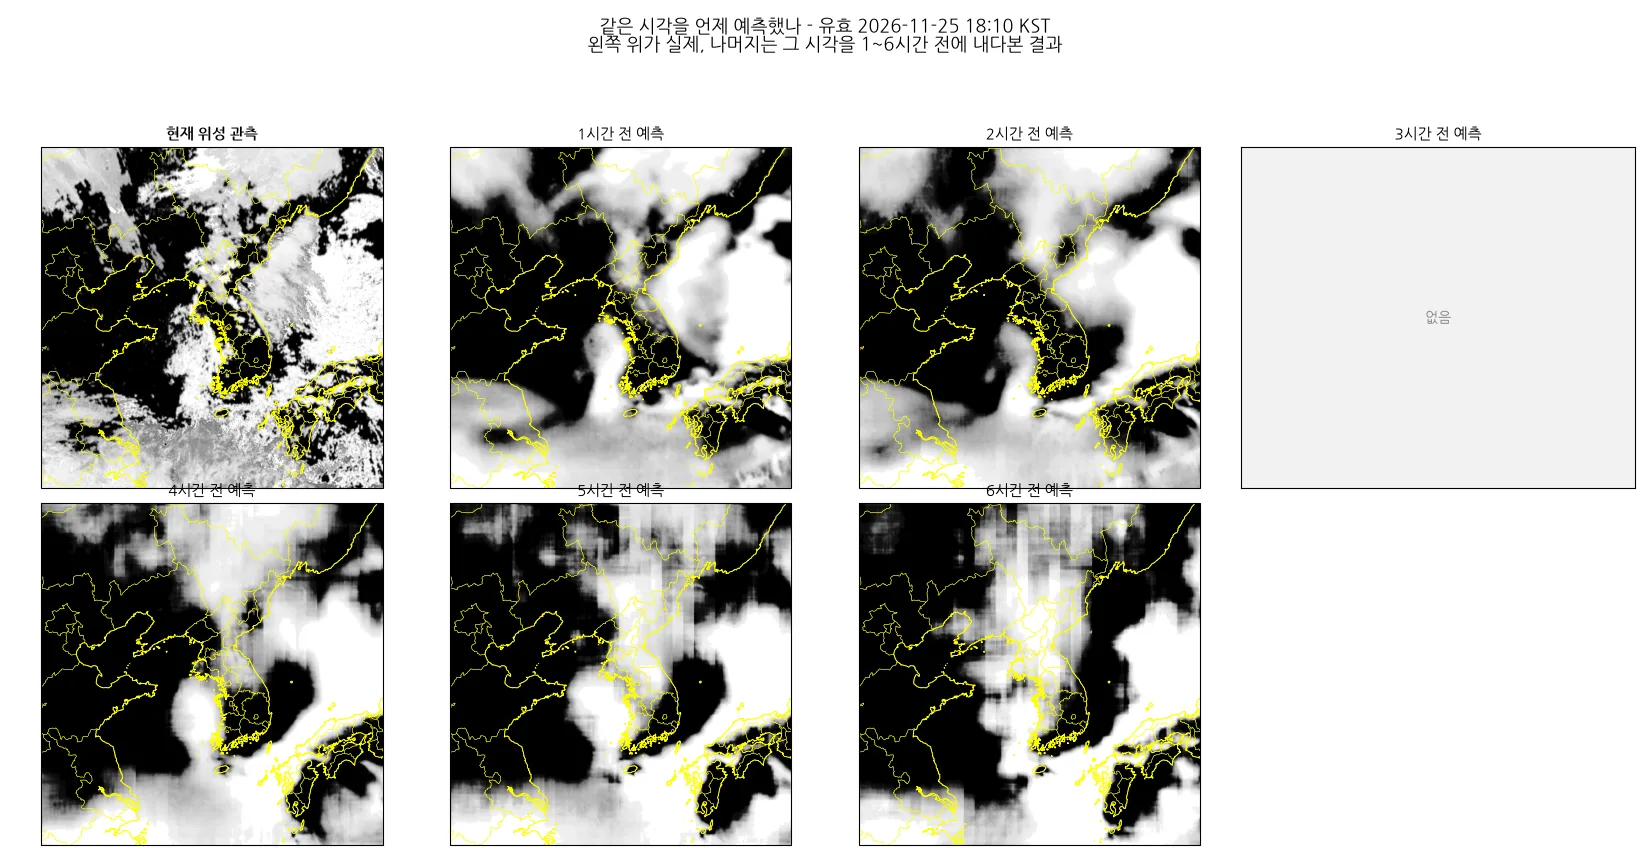 같은 시각을 언제 예측했나 - 유효 2026-11-25 18:10 KST
왼쪽 위가 실제, 나머지는 그 시각을 1~6시간 전에 내다본 결과
현재 위성 관측
1시간 전 예측
2시간 전 예측
3시간 전 예측
없음
4시간 전 예측
5시간 전 예측
6시간 전 예측